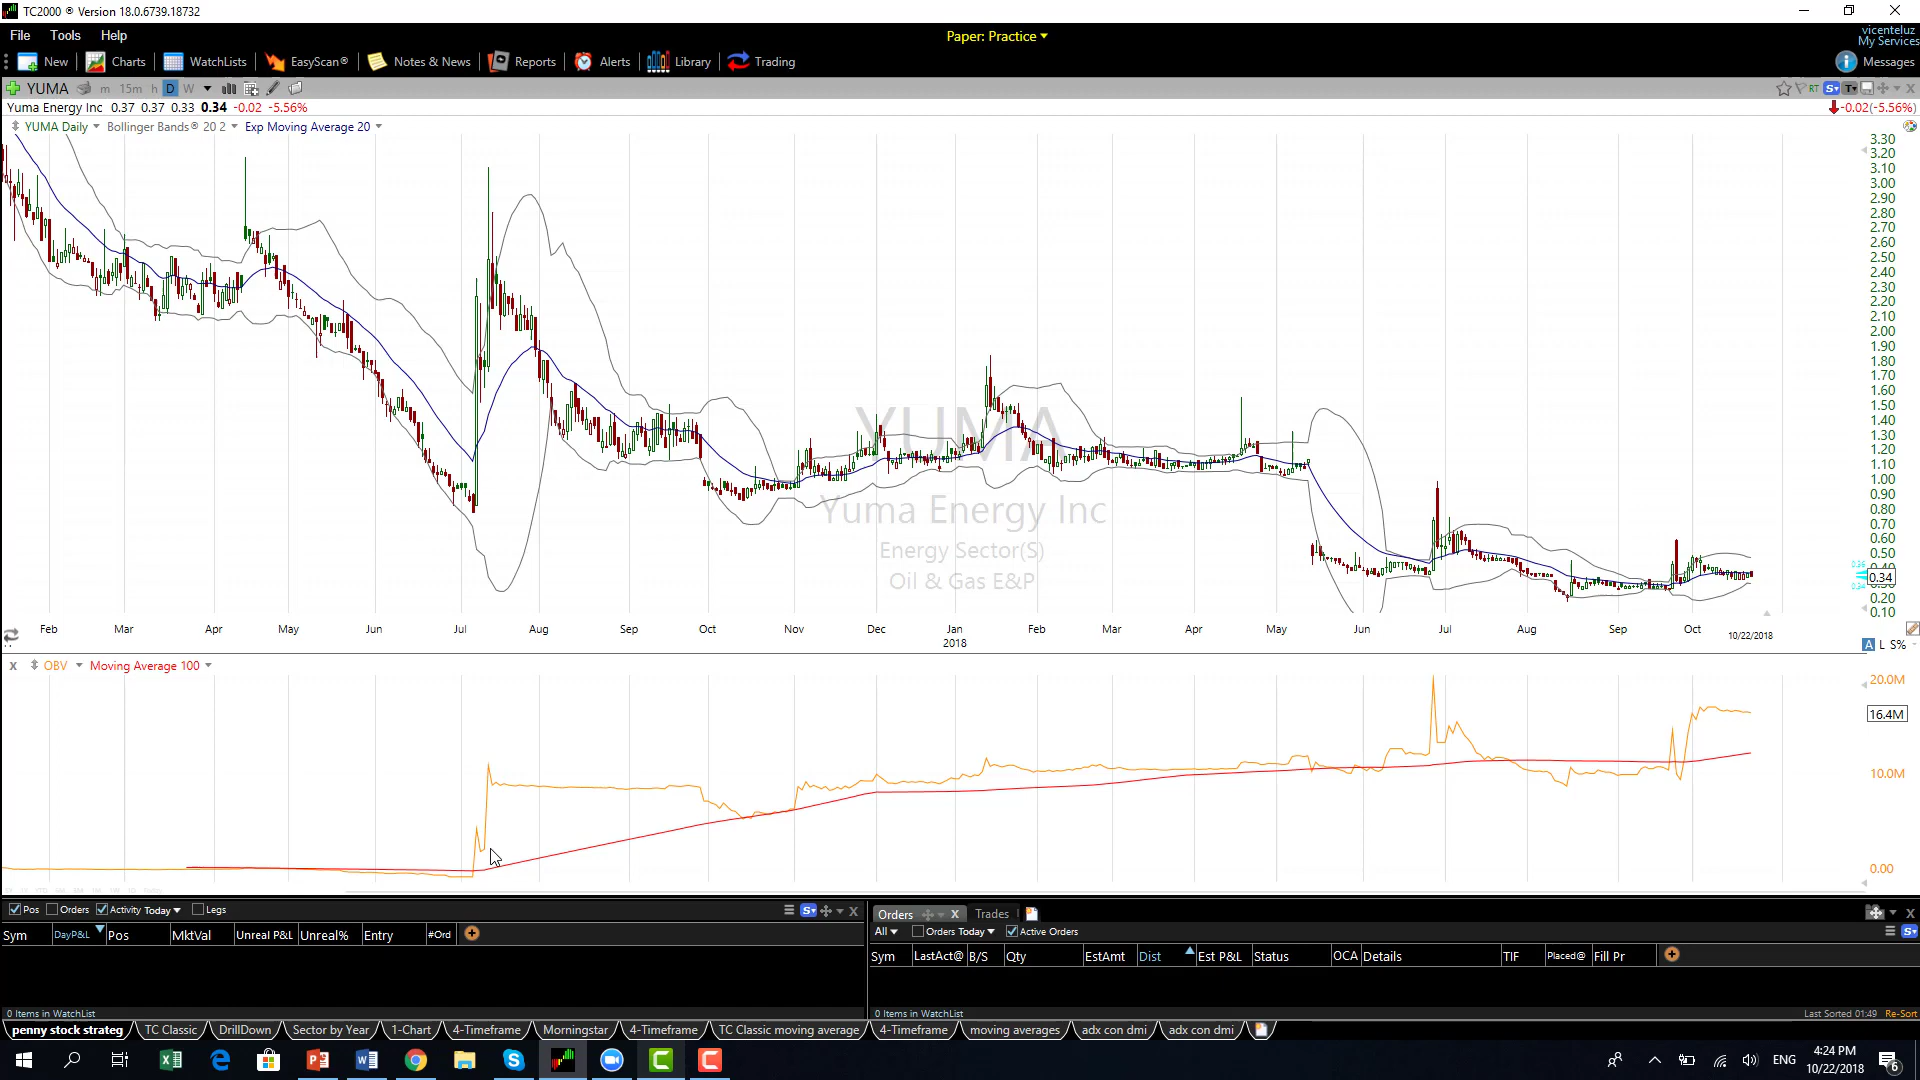 TC2000 ® Version 18.0.6739.18732
File Tools Help
Paper: Practice
vicenteluz
My Services
New Charts WatchLists EasyScan® Notes & News Reports Alerts Library Trading
Messages
YUMA m 15m h D W
RT S T
Yuma Energy Inc 0.37 0.37 0.33 0.34 -0.02 -5.56%
-0.02(-5.56%)
YUMA Daily Bollinger Bands® 20 2 Exp Moving Average 20
3.30
3.20
3.10
3.00
2.90
2.80
2.70
2.60
2.50
2.40
2.30
2.20
2.10
2.00
1.90
1.80
1.70
1.60
1.50
1.40
1.30
1.20
1.10
1.00
0.90
0.80
0.70
0.60
0.50
0.34
0.20
0.10
YUMA
Yuma Energy Inc
Energy Sector(S)
Oil & Gas E&P
Feb Mar Apr May Jun Jul Aug Sep Oct Nov Dec Jan Feb Mar Apr May Jun Jul Aug Sep Oct
2018
10/22/2018
A L S%
X OBV Moving Average 100
20.0M
16.4M
10.0M
0.00
Pos Orders Activity Today Legs
Sym DayP&L Pos MktVal Unreal P&L Unreal% Entry #Ord
0 Items in WatchList
Orders X Trades
All Orders Today Active Orders
Sym LastAct@ B/S Qty EstAmt Dist Est P&L Status OCA Details TIF Placed@ Fill Pr
0 Items in WatchList
Last Sorted 01:49 Re-Sort
penny stock strateg TC Classic DrillDown Sector by Year 1-Chart 4-Timeframe Morningstar 4-Timeframe TC Classic moving average 4-Timeframe moving averages adx con dmi adx con dmi
ENG
4:24 PM
10/22/2018
6